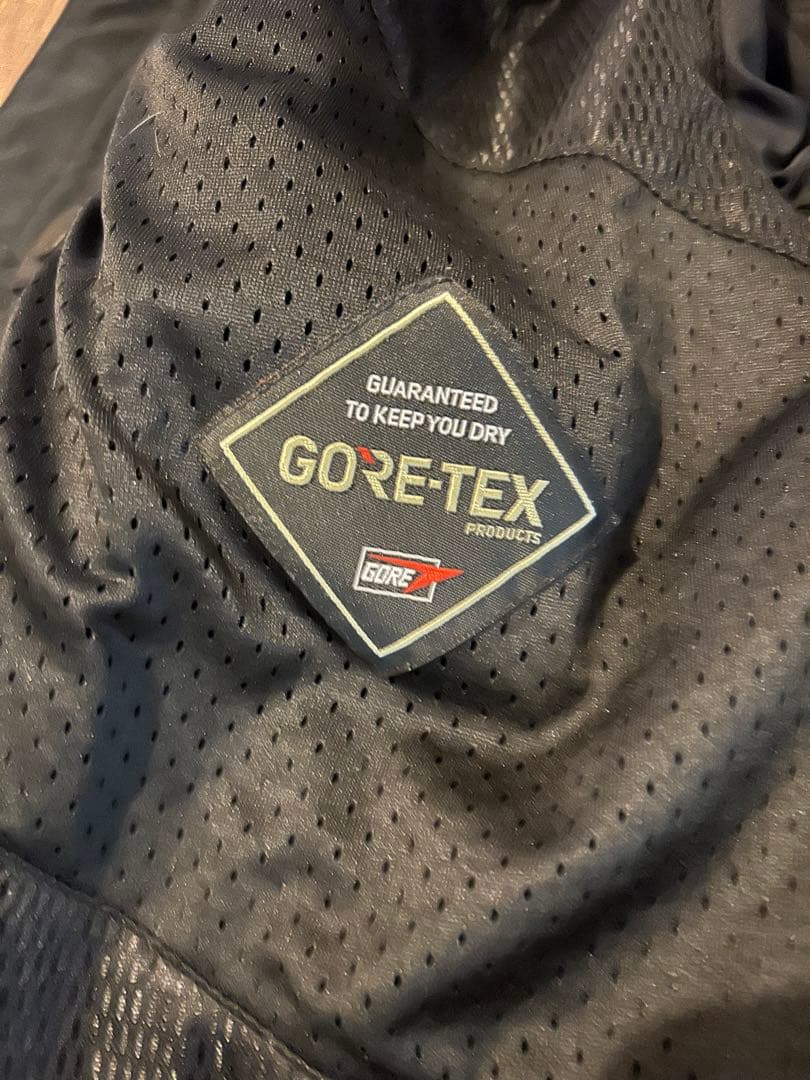 GUARANTEED
TO KEEP YOU DRY
GORE-TEX
PRODUCTS
GORE